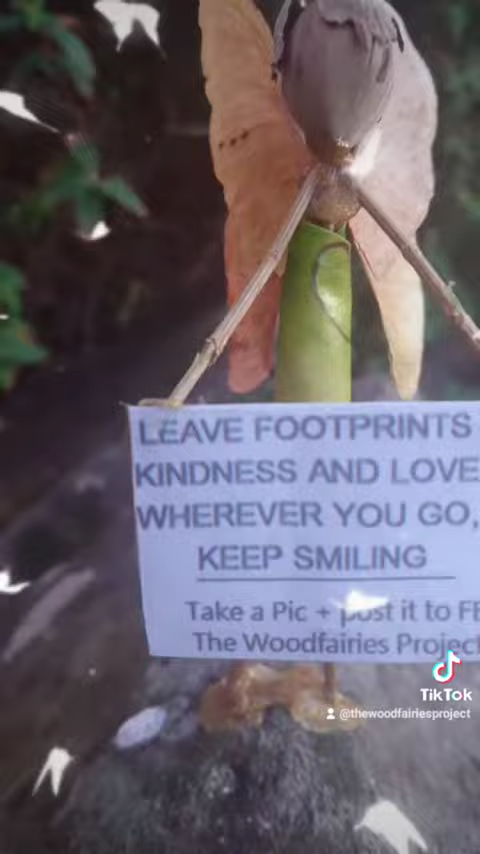 LEAVE FOOTPRINTS
KINDNESS AND LOVE
WHEREVER YOU GO,
KEEP SMILING
Take a Pic + post it to FB
The Woodfairies Project
TikTok
@thewoodfairiesproject